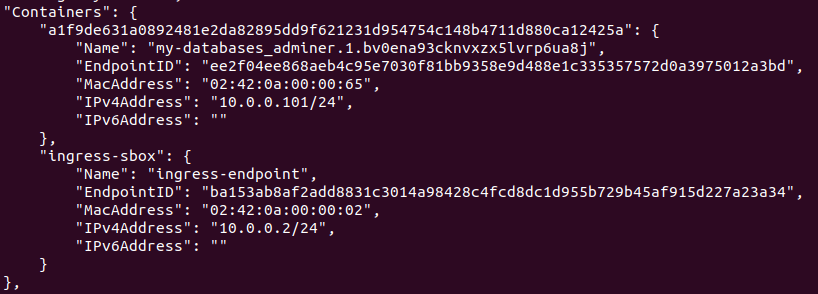 "Containers": {
    "a1f9de631a0892481e2da82895dd9f621231d954754c148b4711d880ca12425a": {
        "Name": "my-databases_adminer.1.bv0ena93cknvxzx5lvrp6ua8j",
        "EndpointID": "ee2f04ee868aeb4c95e7030f81bb9358e9d488e1c335357572d0a3975012a3bd",
        "MacAddress": "02:42:0a:00:00:65",
        "IPv4Address": "10.0.0.101/24",
        "IPv6Address": ""
    },
    "ingress-sbox": {
        "Name": "ingress-endpoint",
        "EndpointID": "ba153ab8af2add8831c3014a98428c4fcd8dc1d955b729b45af915d227a23a34",
        "MacAddress": "02:42:0a:00:00:02",
        "IPv4Address": "10.0.0.2/24",
        "IPv6Address": ""
    }
},